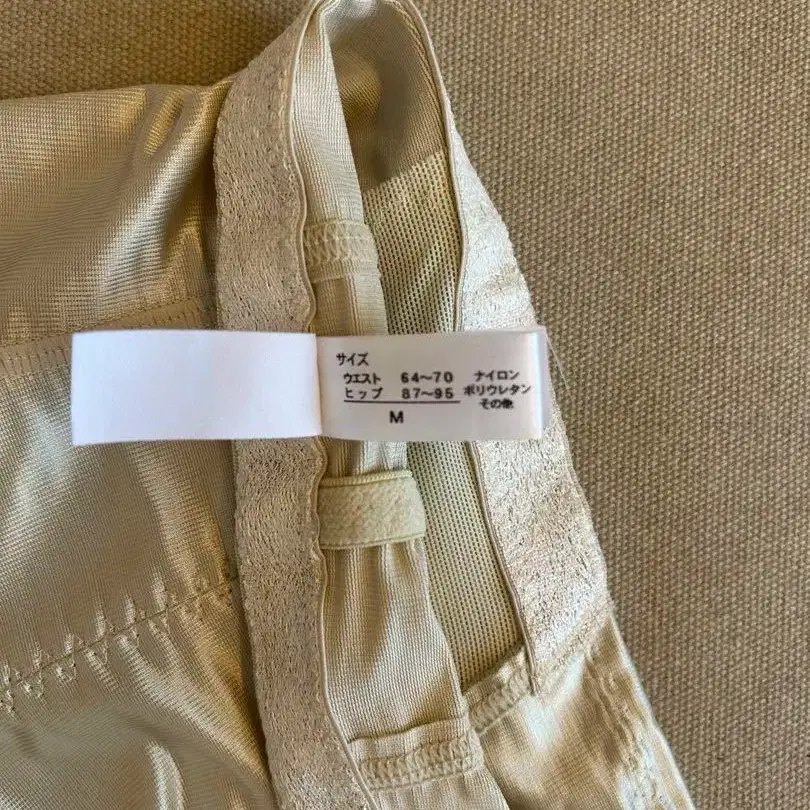 サイズ
ウエスト 64〜70 ナイロン
ヒップ 87〜95 ポリウレタン
M その他